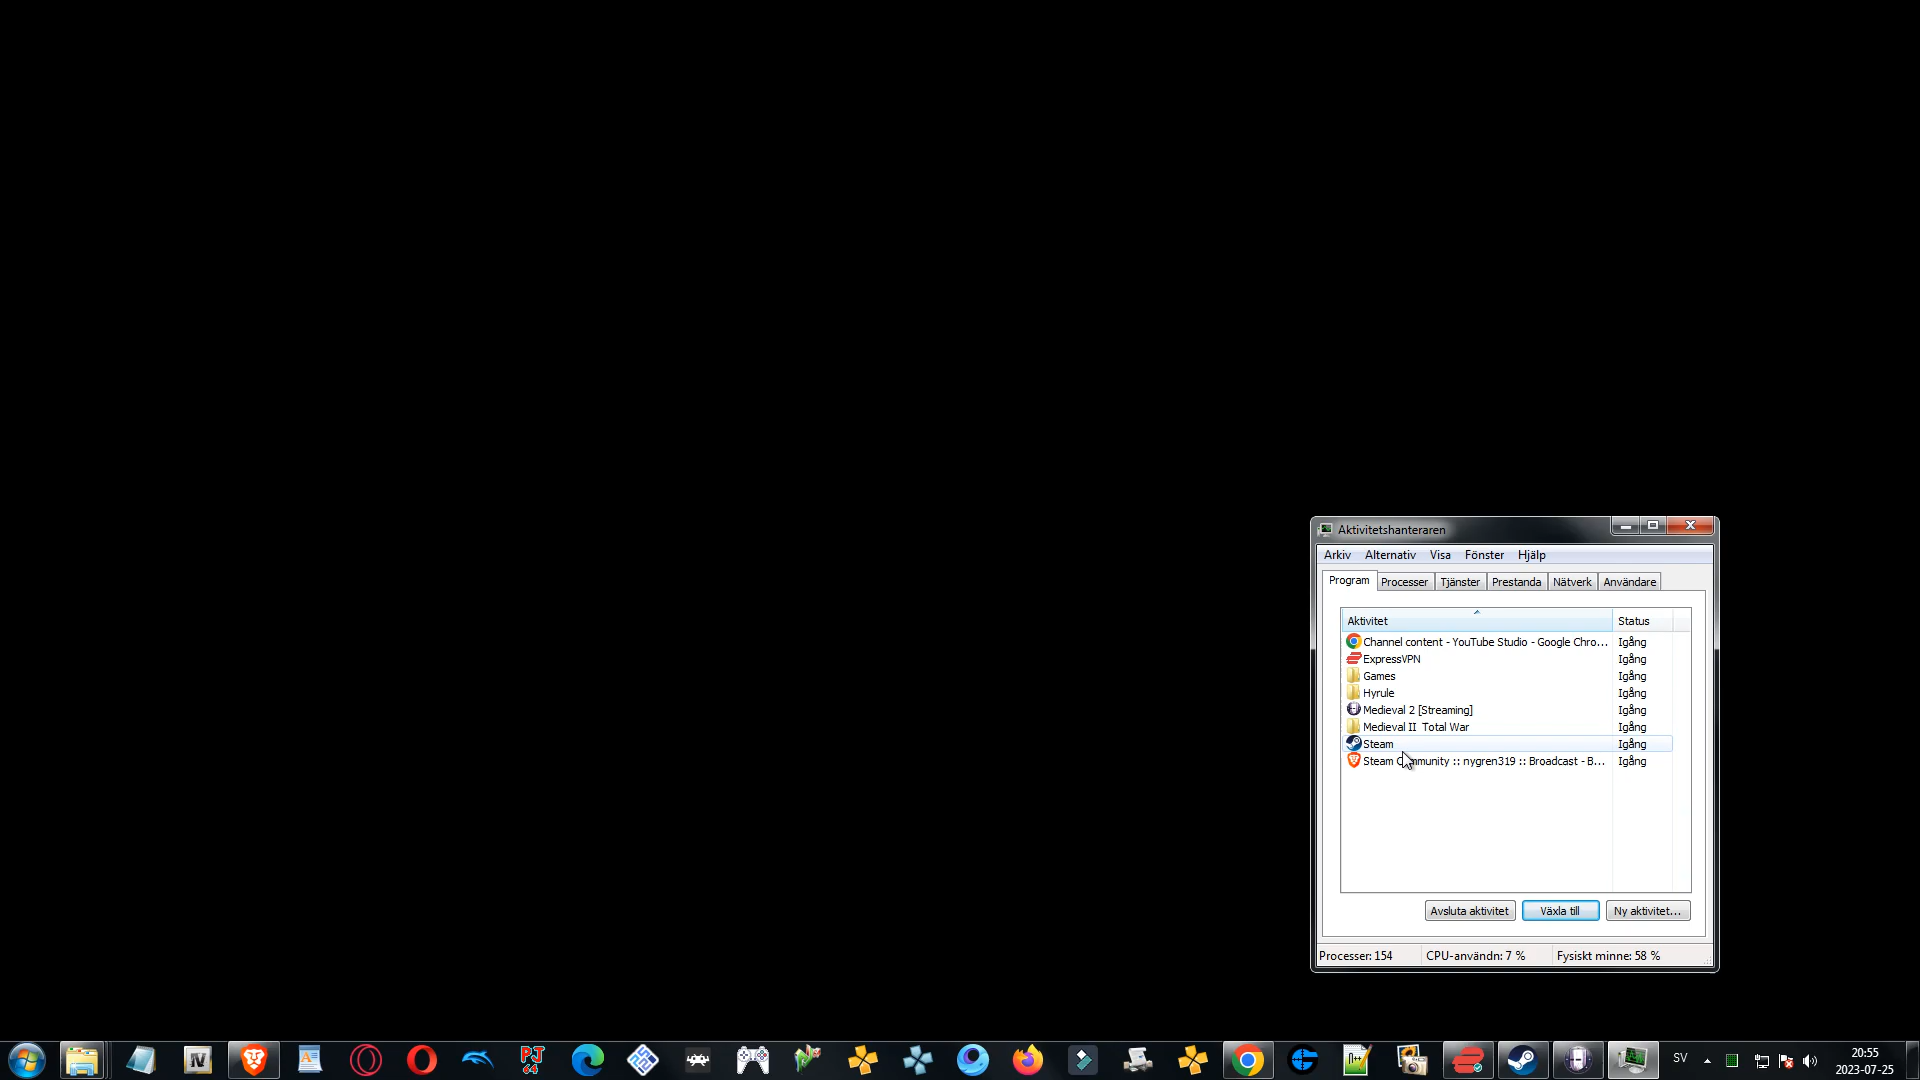 Aktivitetshanteraren
Arkiv Alternativ Visa Fönster Hjälp
Program Processer Tjänster Prestanda Nätverk Användare
Aktivitet Status
Channel content - YouTube Studio - Google Chro... Igång
ExpressVPN Igång
Games Igång
Hyrule Igång
Medieval 2 [Streaming] Igång
Medieval II Total War Igång
Steam Igång
Steam Community :: nygren319 :: Broadcast - B... Igång
Avsluta aktivitet Växla till Ny aktivitet...
Processer: 154 CPU-användn: 7 % Fysiskt minne: 58 %
PJ
64
N
I++
SV
20:55
2023-07-25